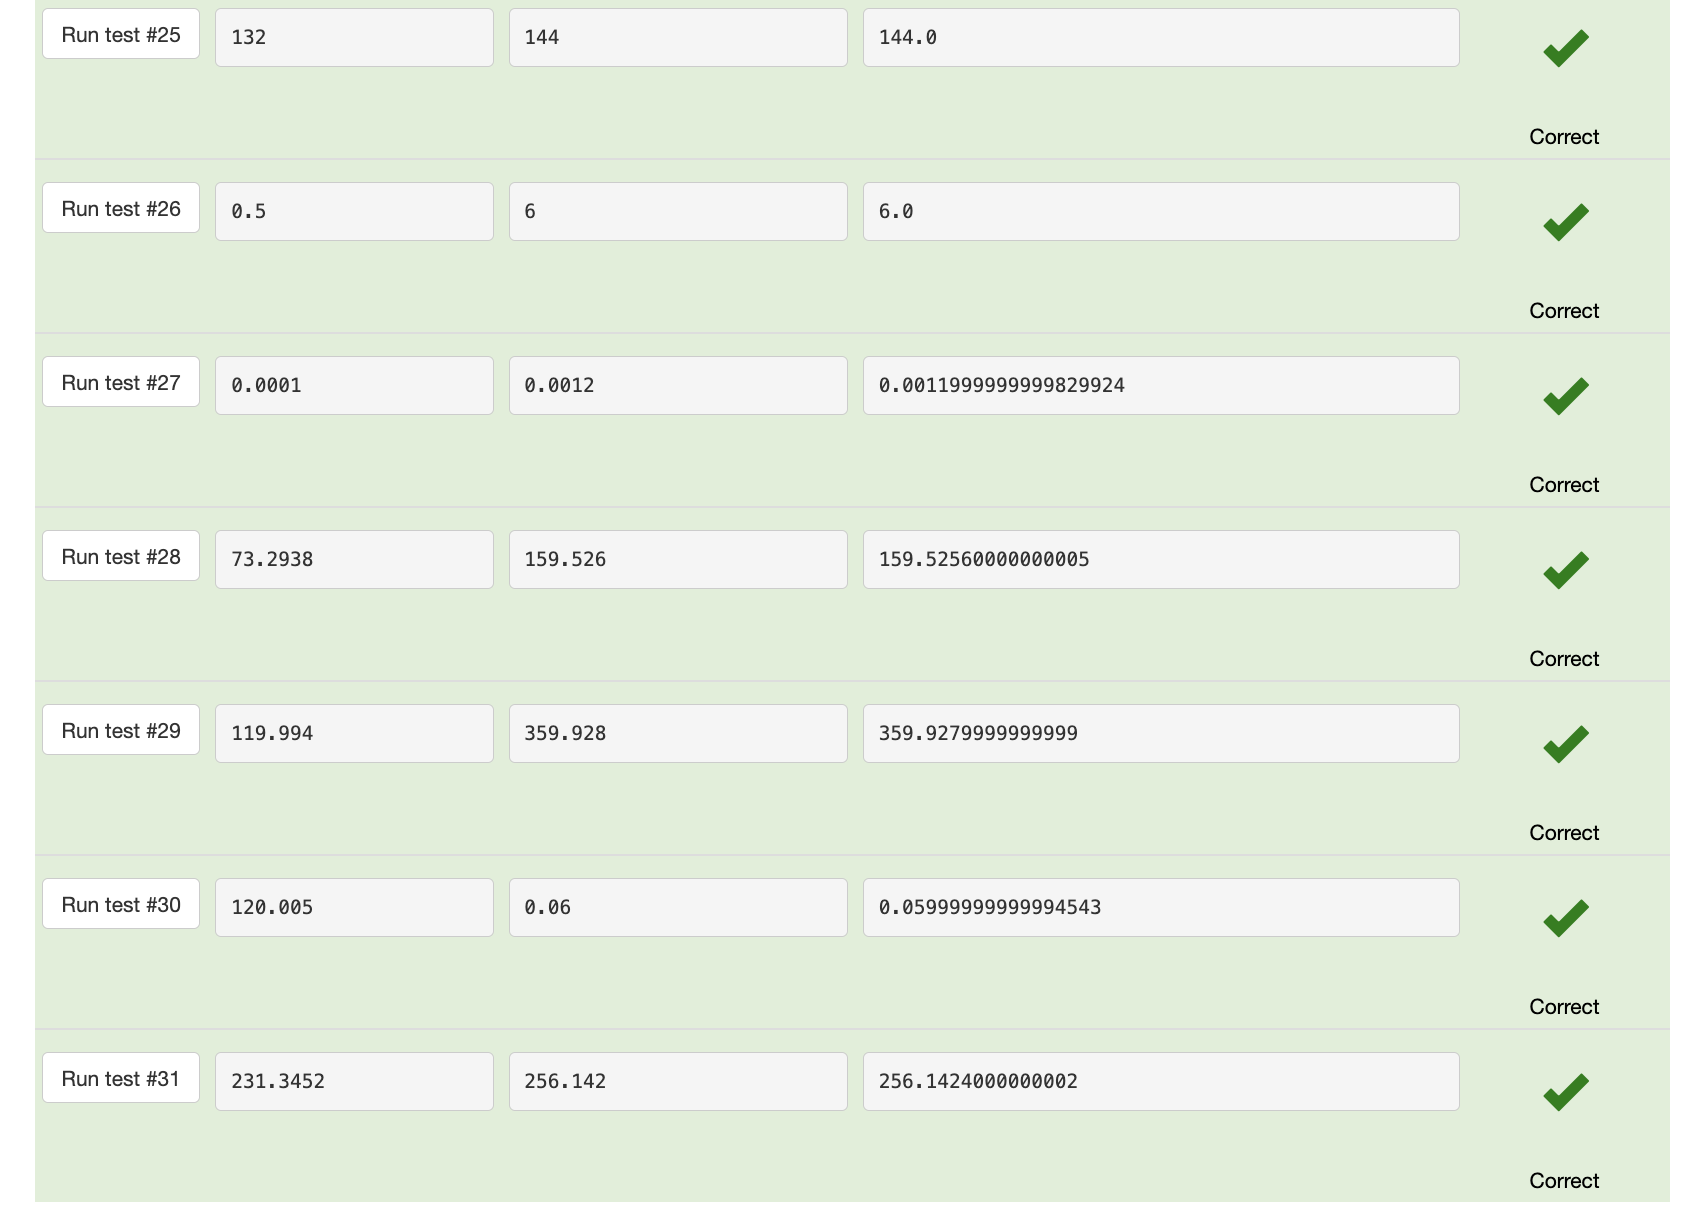 Run test #25 132 144 144.0
Correct
Run test #26 0.5 6 6.0
Correct
Run test #27 0.0001 0.0012 0.0011999999999829924
Correct
Run test #28 73.2938 159.526 159.52560000000005
Correct
Run test #29 119.994 359.928 359.9279999999999
Correct
Run test #30 120.005 0.06 0.05999999999994543
Correct
Run test #31 231.3452 256.142 256.1424000000002
Correct